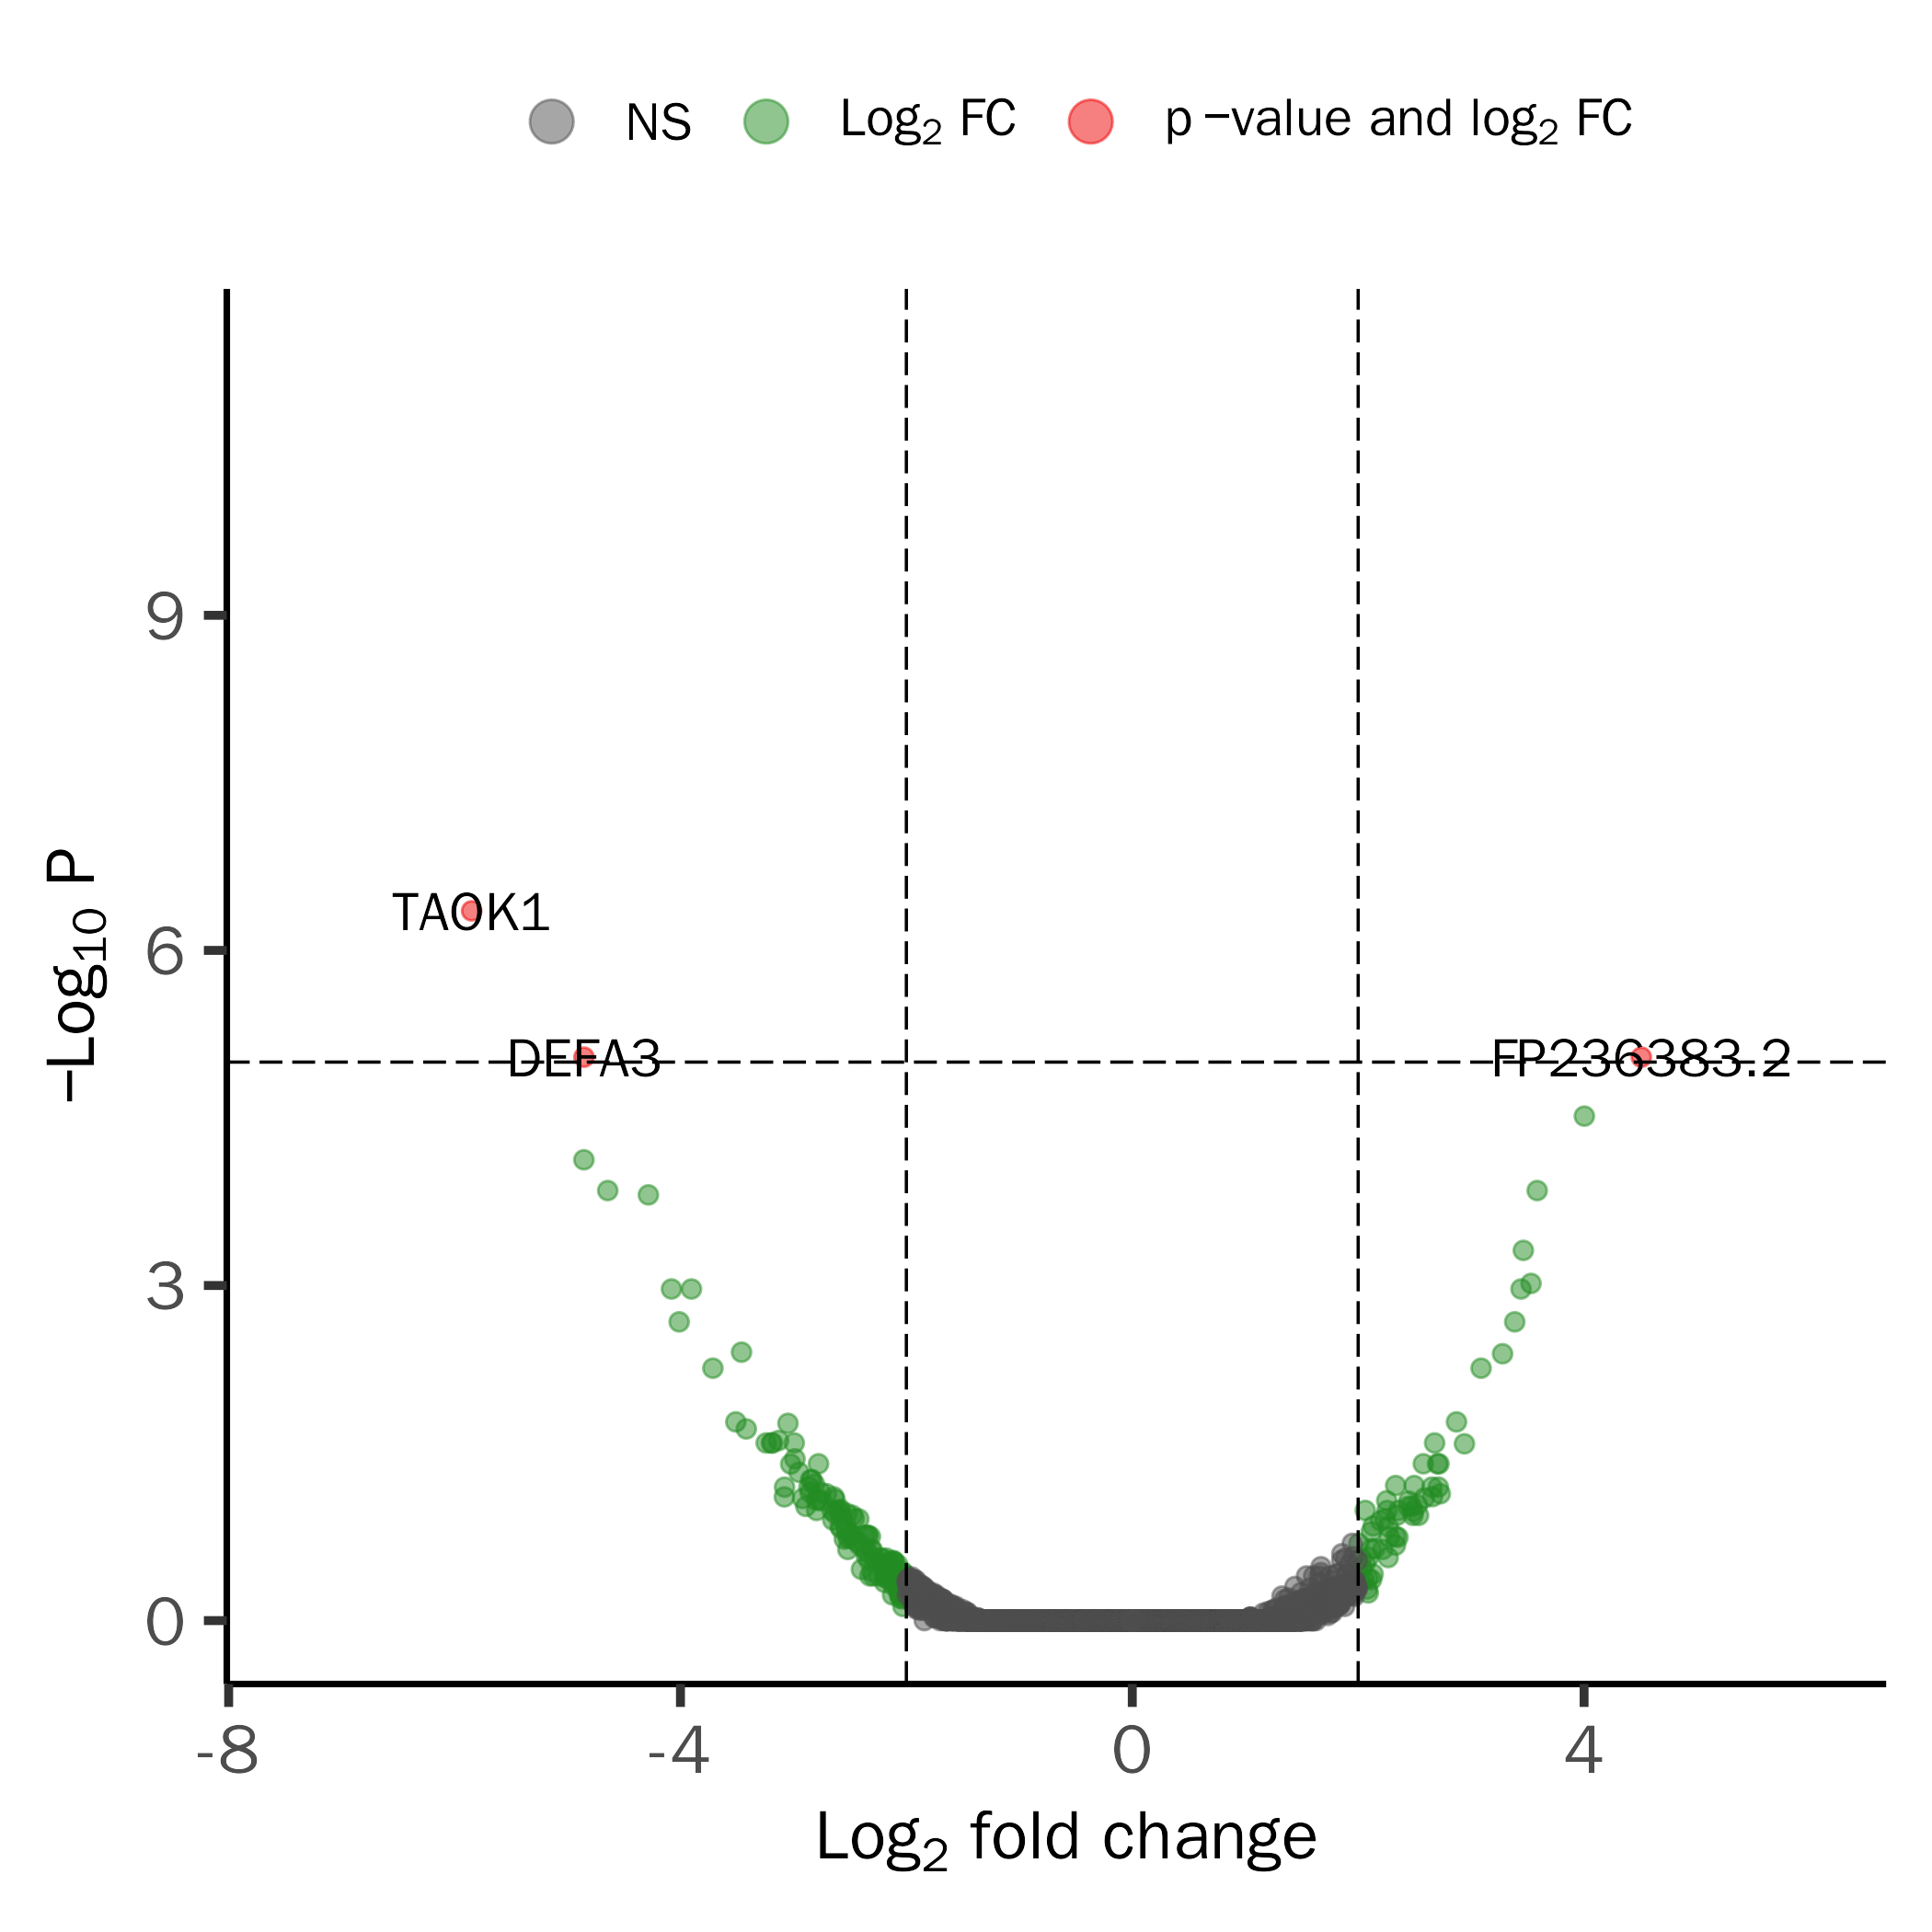 NS Log₂ FC p −value and log₂ FC
−Log₁₀ P
9
6
3
0
TAOK1
DEFA3
FP236383.2
-8 -4 0 4
Log₂ fold change